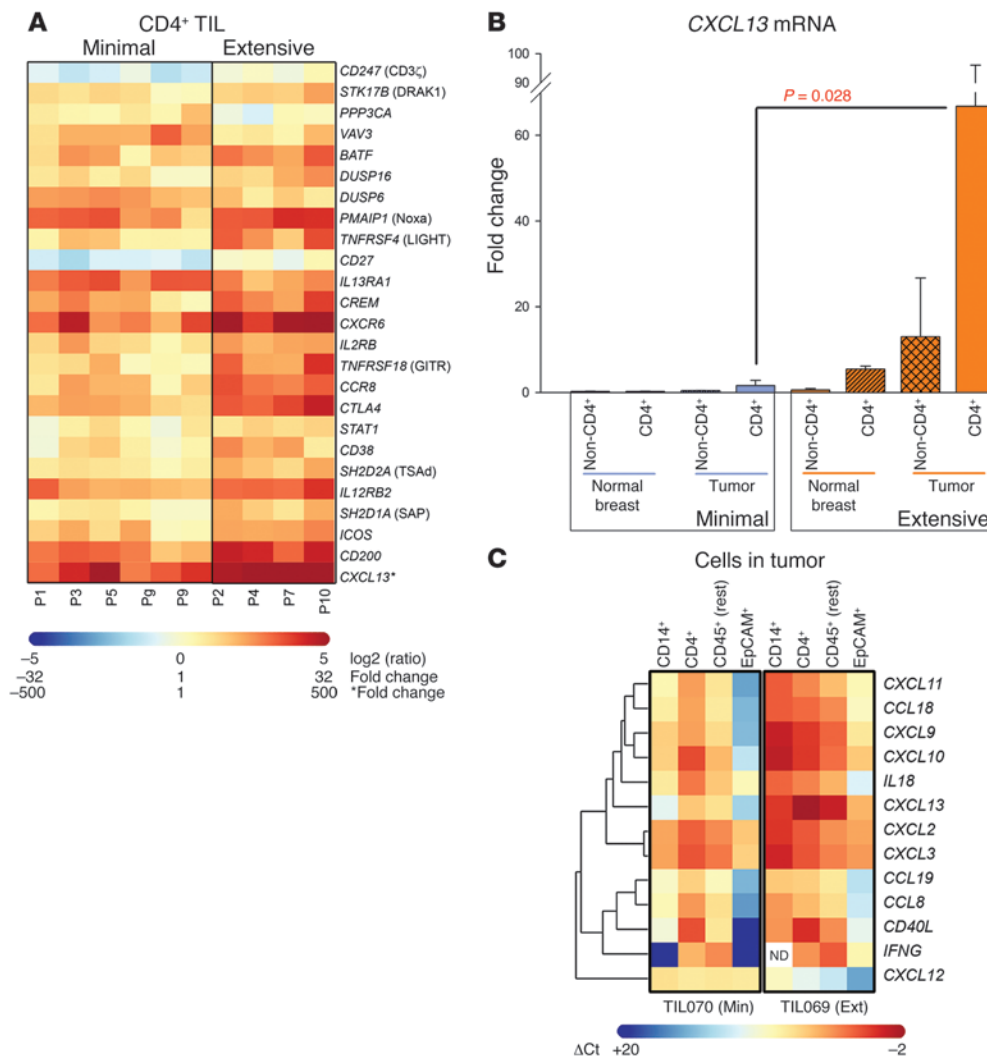 A
CD4⁺ TIL
Minimal
Extensive
CD247 (CD3ζ)
STK17B (DRAK1)
PPP3CA
VAV3
BATF
DUSP16
DUSP6
PMAIP1 (Noxa)
TNFRSF4 (LIGHT)
CD27
IL13RA1
CREM
CXCR6
IL2RB
TNFRSF18 (GITR)
CCR8
CTLA4
STAT1
CD38
SH2D2A (TSAd)
IL12RB2
SH2D1A (SAP)
ICOS
CD200
CXCL13*
P1 P3 P5 P9 P9 P6 P2 P4 P7 P10
–5 0 5 log2 (ratio)
–32 1 32 Fold change
–500 1 500 *Fold change
B
CXCL13 mRNA
100
90
60
40
20
0
Fold change
P = 0.028
Non-CD4⁺ CD4⁺ Non-CD4⁺ CD4⁺ Non-CD4⁺ CD4⁺ Non-CD4⁺ CD4⁺
Normal breast Tumor Normal breast Tumor
Minimal Extensive
C
Cells in tumor
CD14⁺ CD4⁺ CD45⁺ (rest) EpCAM⁺ CD14⁺ CD4⁺ CD45⁺ (rest) EpCAM⁺
CXCL11
CCL18
CXCL9
CXCL10
IL18
CXCL13
CXCL2
CXCL3
CCL19
CCL8
CD40L
ND
IFNG
CXCL12
TIL070 (Min) TIL069 (Ext)
ΔCt +20 –2